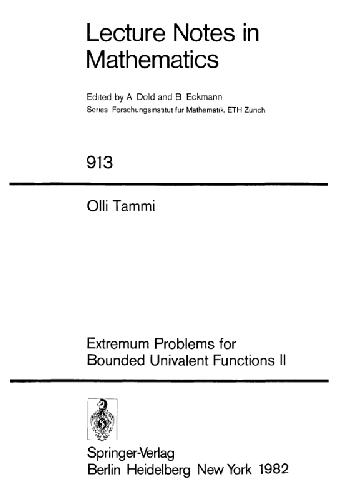 Lecture Notes in
Mathematics
Edited by A Dold and B Eckmann
Series Forschungsinstitut fur Mathematik, ETH Zurich
913
Olli Tammi
Extremum Problems for
Bounded Univalent Functions II
Springer-Verlag
Berlin Heidelberg New York 1982